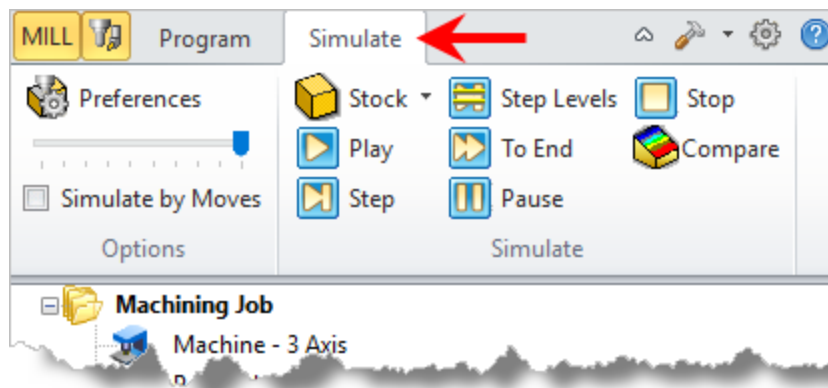 MILL Program Simulate
Preferences Stock Step Levels Stop
Play To End Compare
Simulate by Moves Step Pause
Options Simulate
Machining Job
Machine - 3 Axis